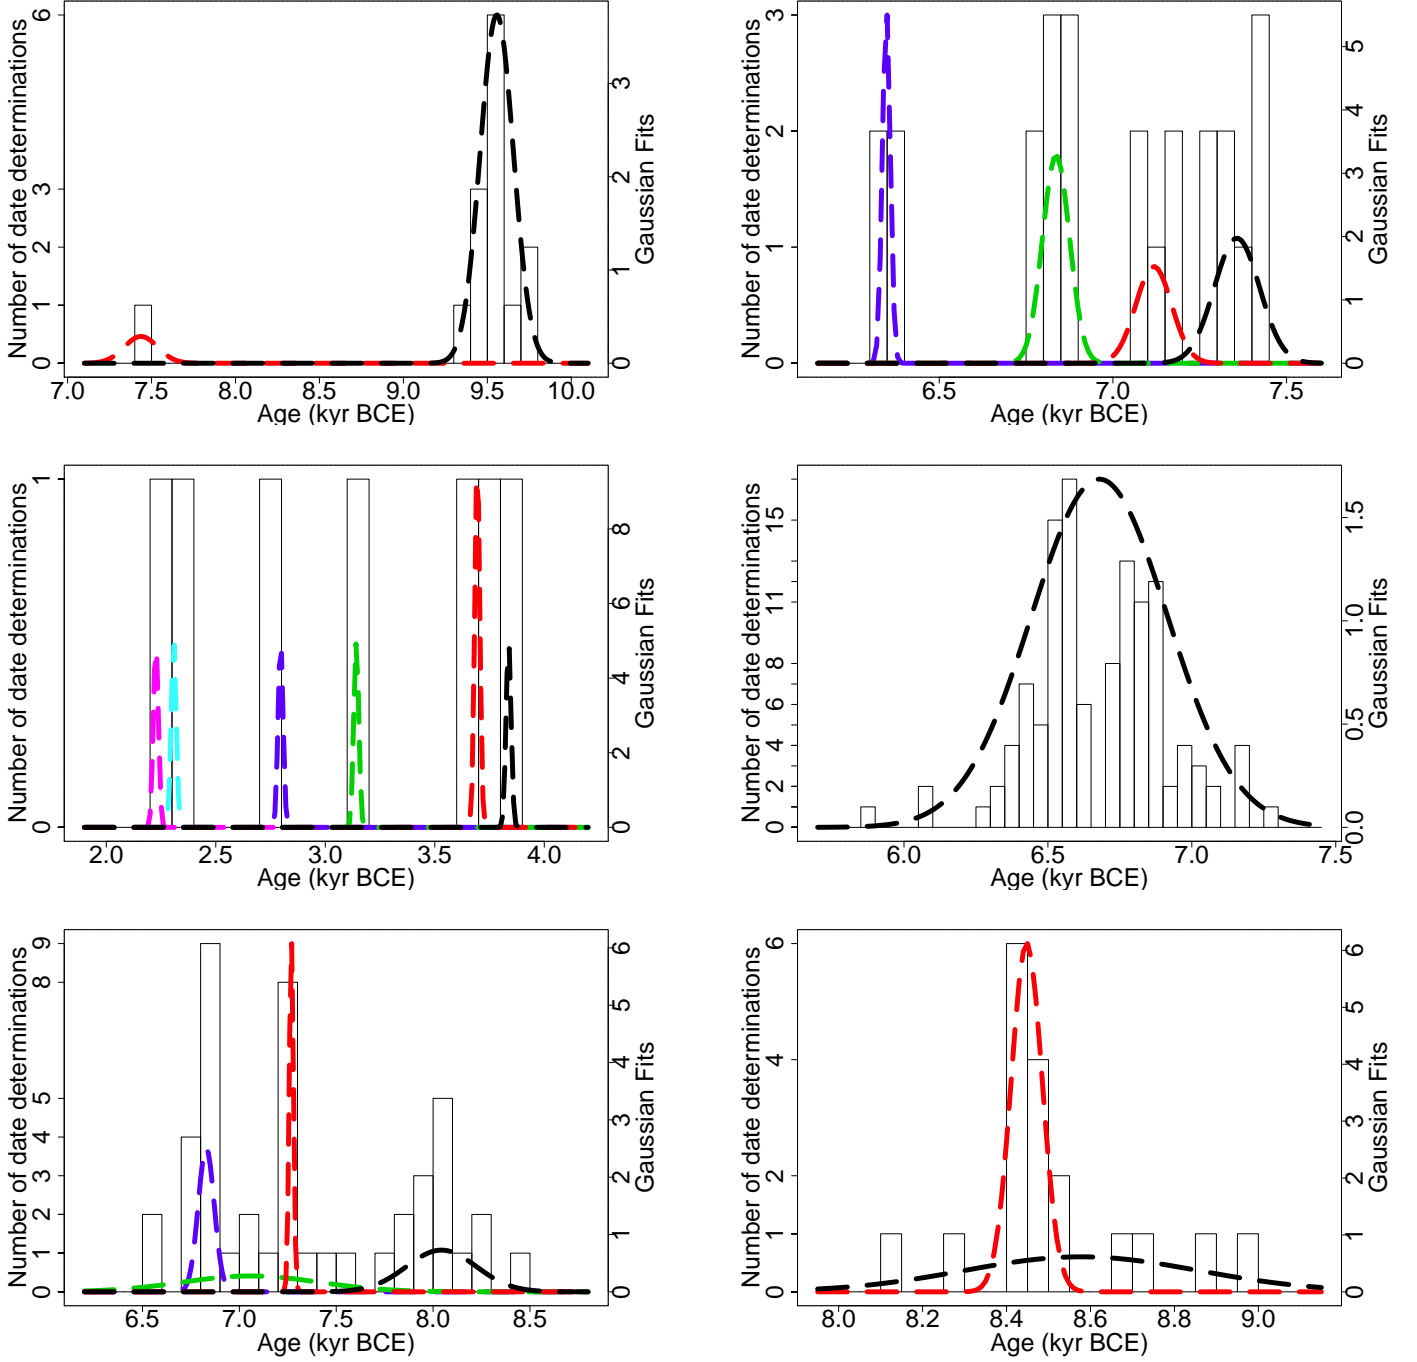 Number of date determinations
0 1 2 3 6
7.0 7.5 8.0 8.5 9.0 9.5 10.0
Age (kyr BCE)
0 1 2 3
Gaussian Fits
Number of date determinations
0 1 2 3
6.5 7.0 7.5
Age (kyr BCE)
0 1 2 3 4 5
Gaussian Fits
Number of date determinations
0 1
2.0 2.5 3.0 3.5 4.0
Age (kyr BCE)
0 2 4 6 8
Gaussian Fits
Number of date determinations
0 2 4 6 8 11 15
6.0 6.5 7.0 7.5
Age (kyr BCE)
0.0 0.5 1.0 1.5
Gaussian Fits
Number of date determinations
0 1 2 3 4 5 8 9
6.5 7.0 7.5 8.0 8.5
Age (kyr BCE)
0 1 2 3 4 5 6
Gaussian Fits
Number of date determinations
0 1 2 4 6
8.0 8.2 8.4 8.6 8.8 9.0
Age (kyr BCE)
0 1 2 3 4 5 6
Gaussian Fits